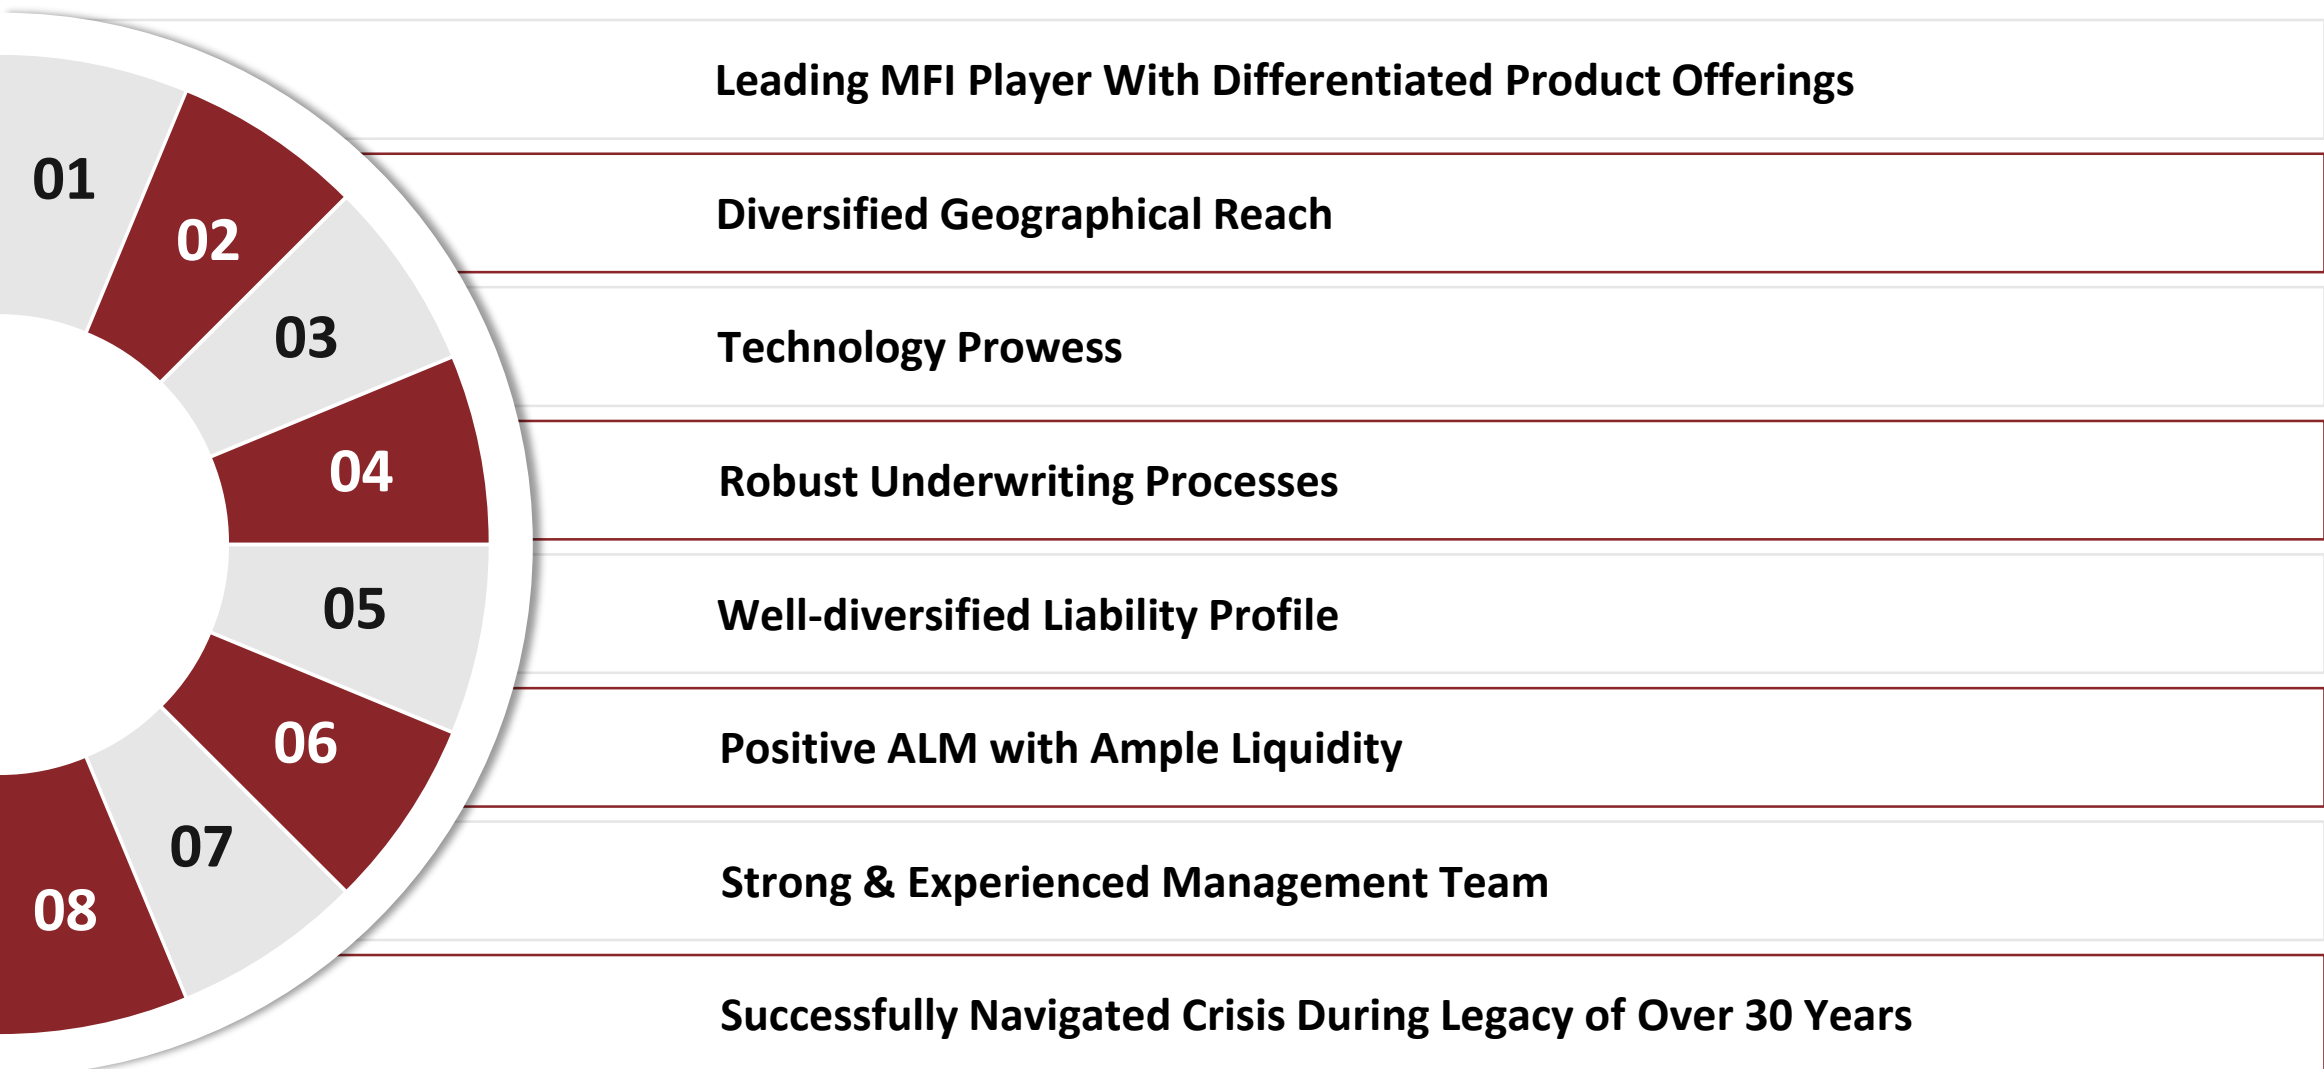 01
Leading MFI Player With Differentiated Product Offerings
02
Diversified Geographical Reach
03
Technology Prowess
04
Robust Underwriting Processes
05
Well-diversified Liability Profile
06
Positive ALM with Ample Liquidity
07
Strong & Experienced Management Team
08
Successfully Navigated Crisis During Legacy of Over 30 Years